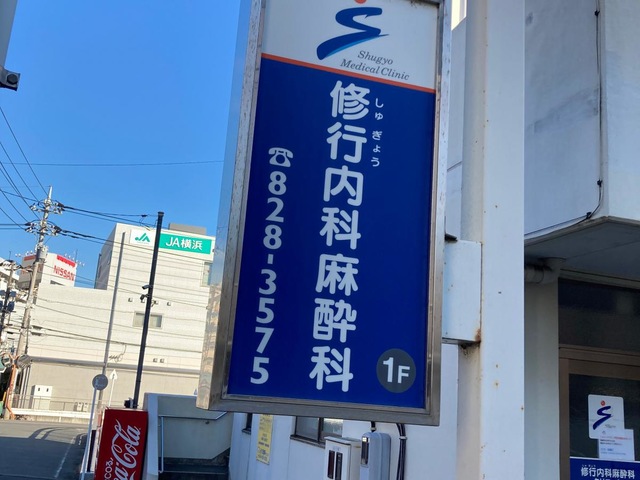 Shugyo
Medical Clinic
しゅぎょう
修行内科麻酔科
☎828-3575
1F
JA横浜
NISSAN
Coca-Cola
修行内科麻酔科